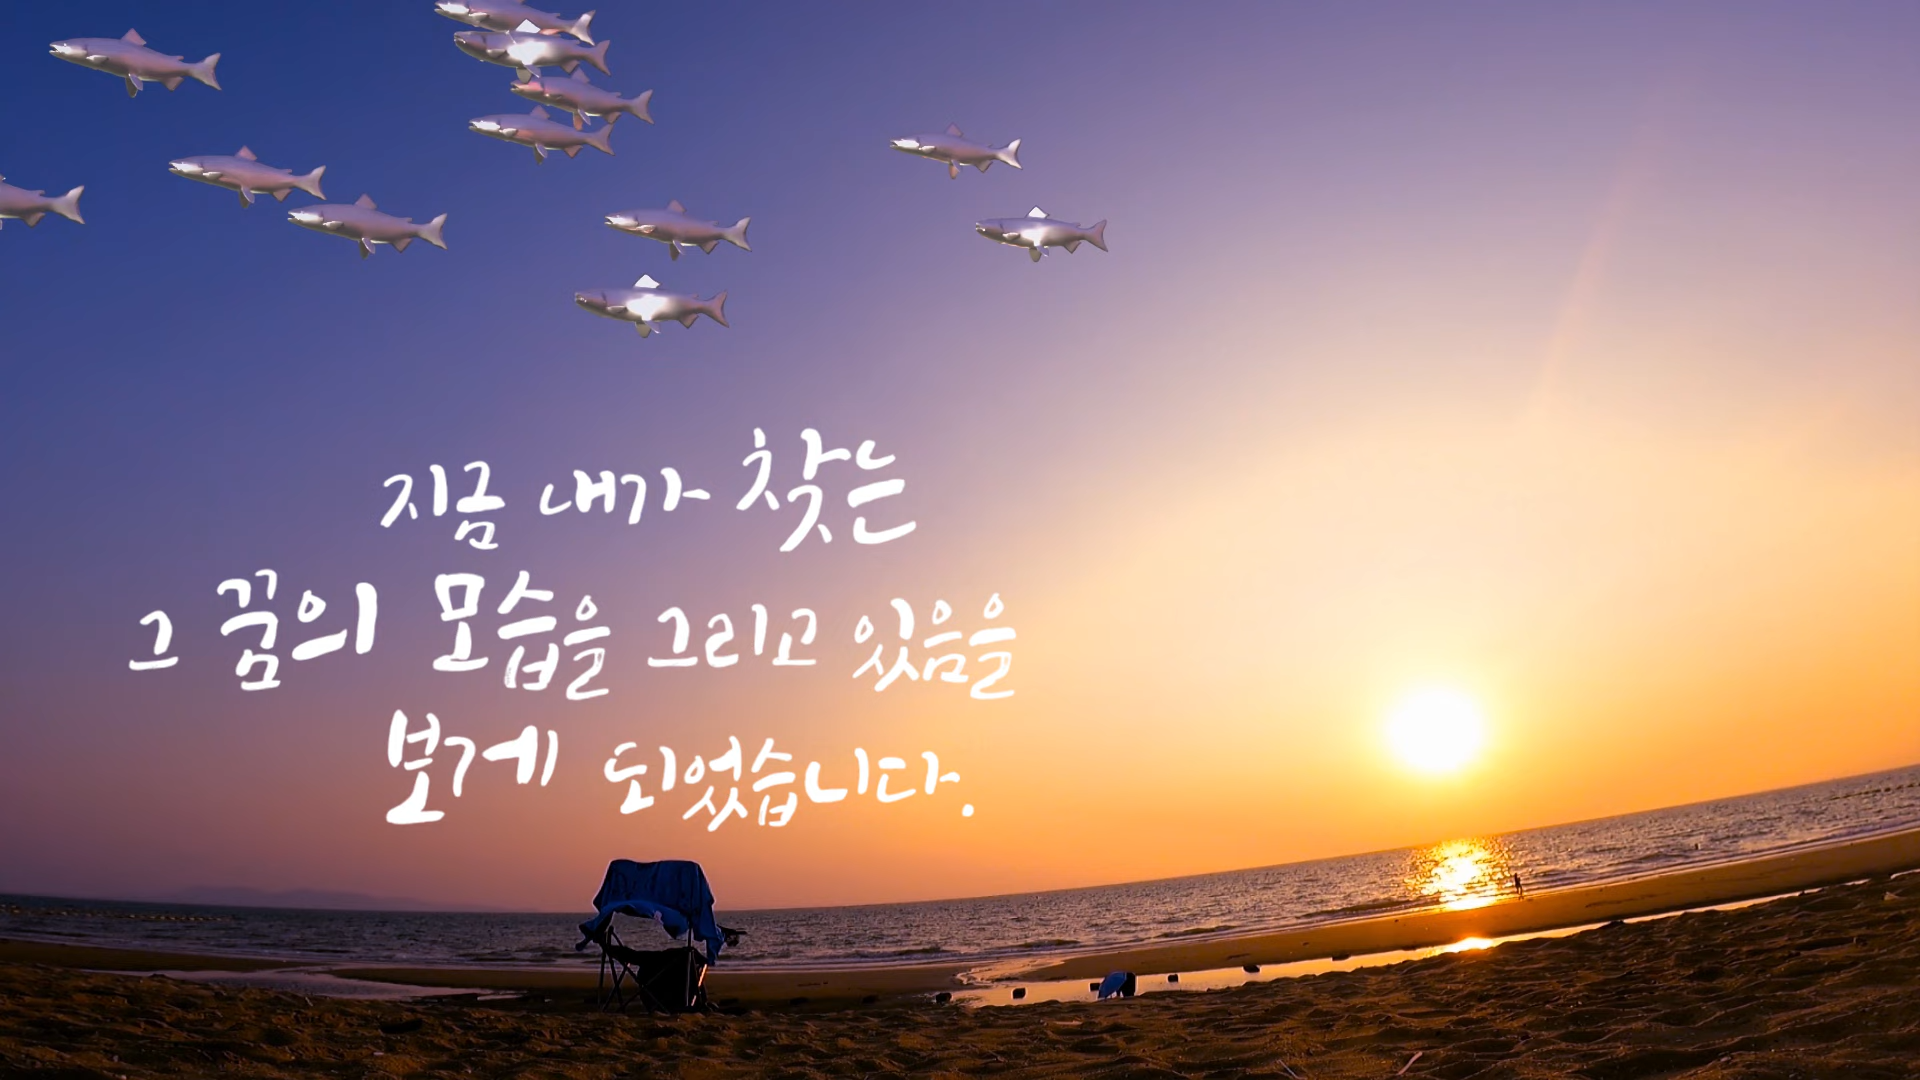 지금 내가 찾는
그 꿈의 모습을 그리고 있음을
보게 되었습니다.